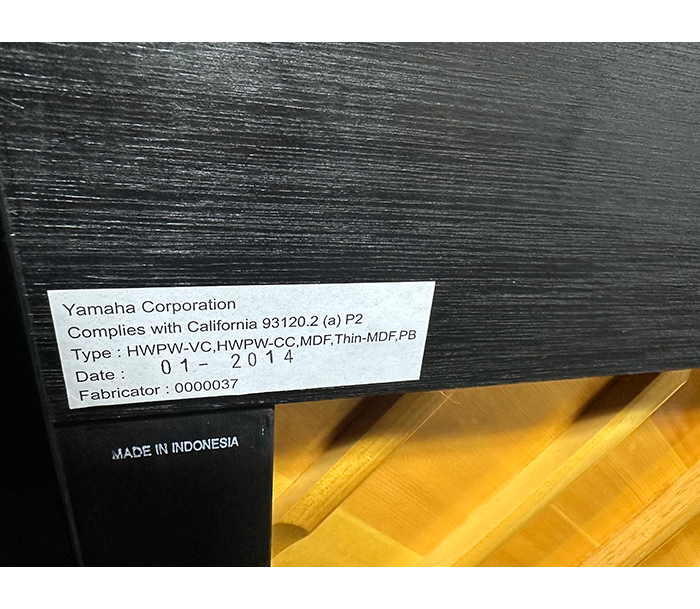 Yamaha Corporation
Complies with California 93120.2 (a) P2
Type : HWPW-VC,HWPW-CC,MDF,Thin-MDF,PB
Date : 01- 2014
Fabricator : 0000037
MADE IN INDONESIA